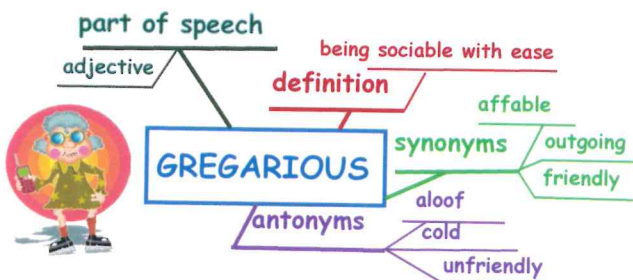 part of speech
adjective
being sociable with ease
definition
affable
synonyms
outgoing
friendly
GREGARIOUS
antonyms
aloof
cold
unfriendly